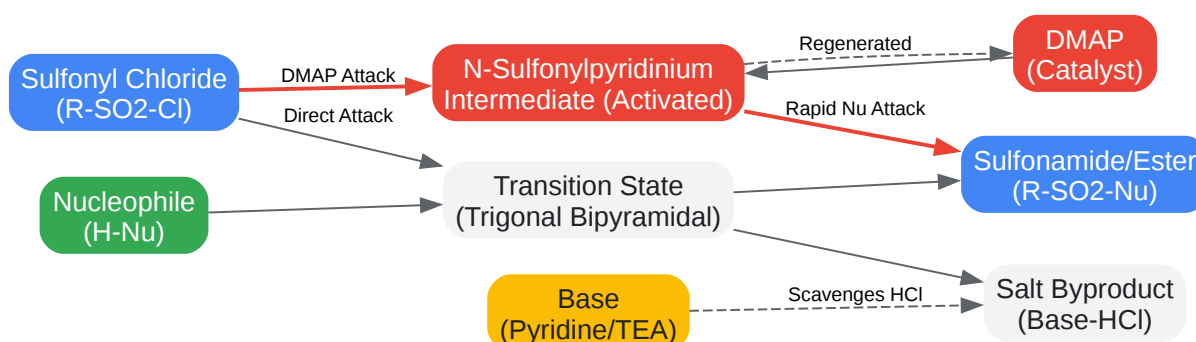 Sulfonyl Chloride
(R-SO2-Cl)
DMAP Attack
Direct Attack
N-Sulfonylpyridinium
Intermediate (Activated)
Regenerated
DMAP
(Catalyst)
Rapid Nu Attack
Sulfonamide/Ester
(R-SO2-Nu)
Nucleophile
(H-Nu)
Transition State
(Trigonal Bipyramidal)
Base
(Pyridine/TEA)
Scavenges HCl
Salt Byproduct
(Base-HCl)